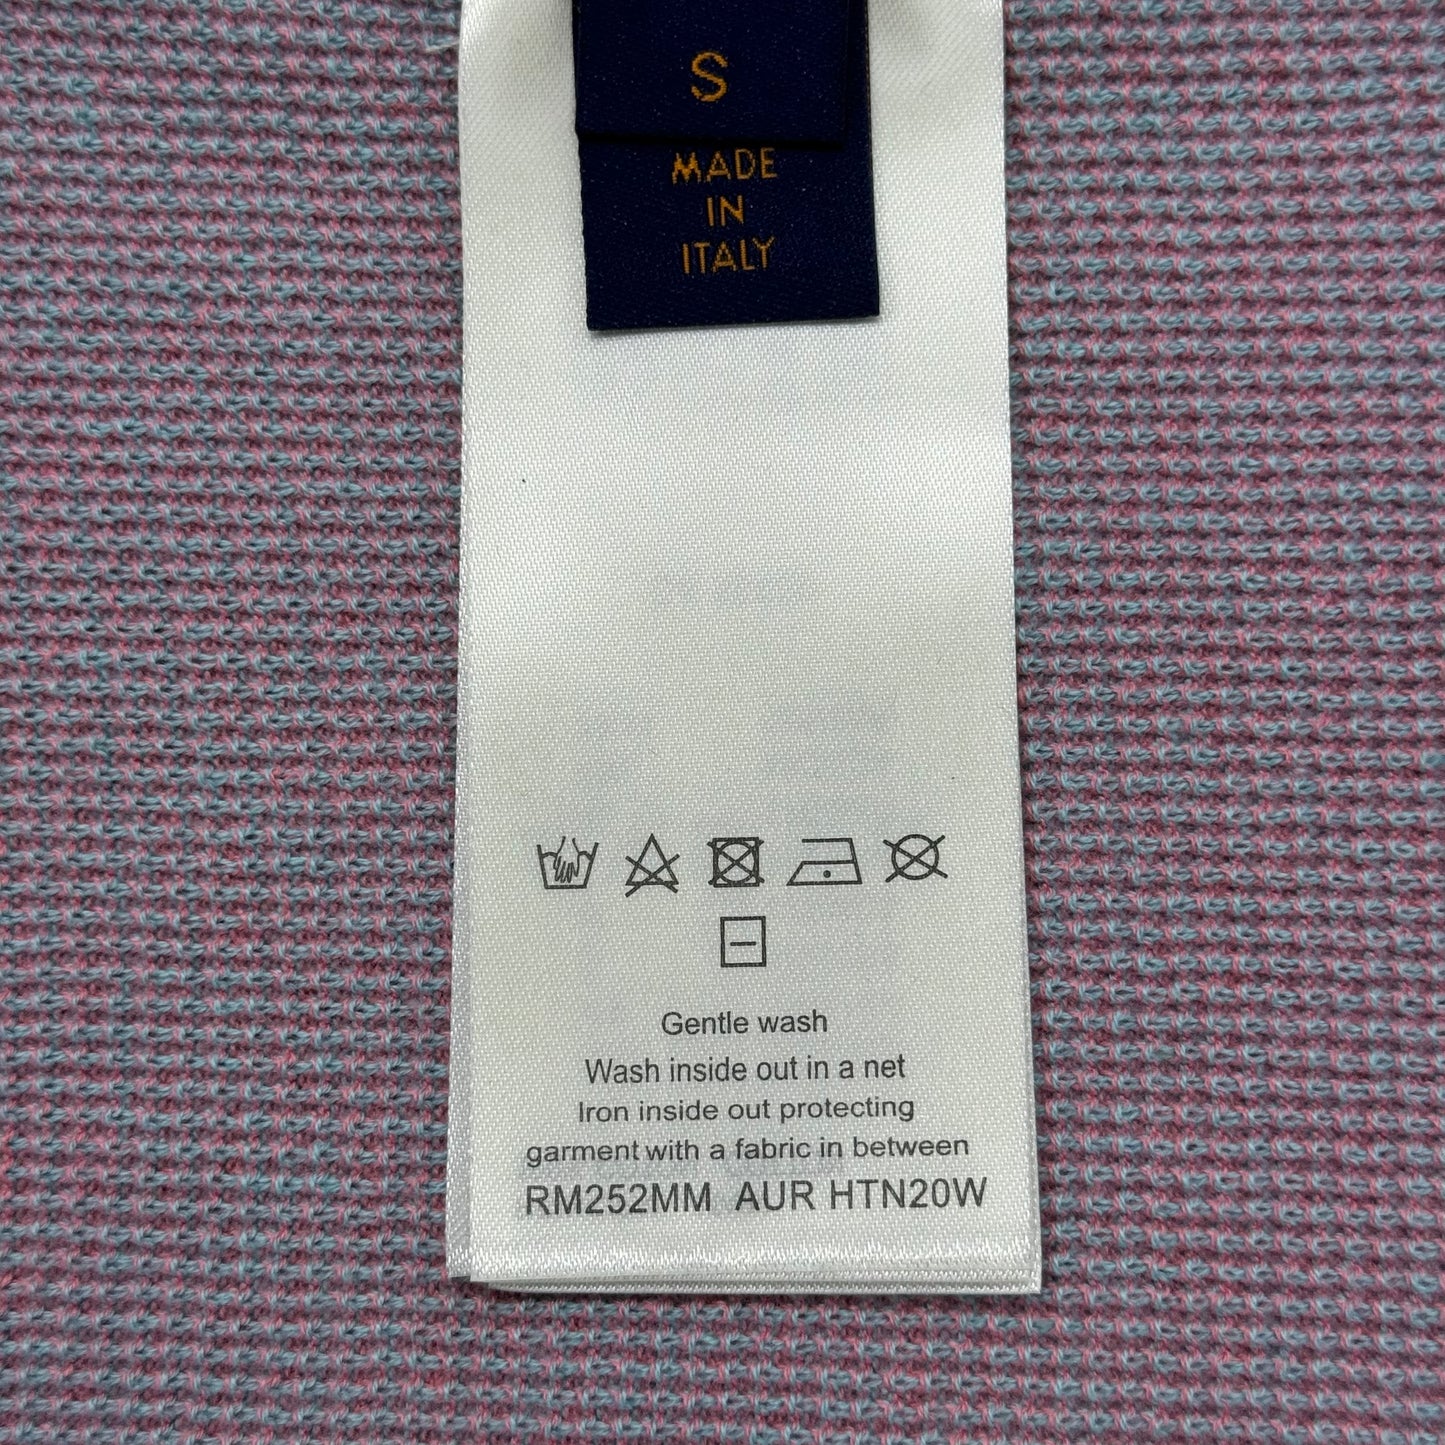 S
MADE
IN
ITALY
Gentle wash
Wash inside out in a net
Iron inside out protecting
garment with a fabric in between
RM252MM AUR HTN20W